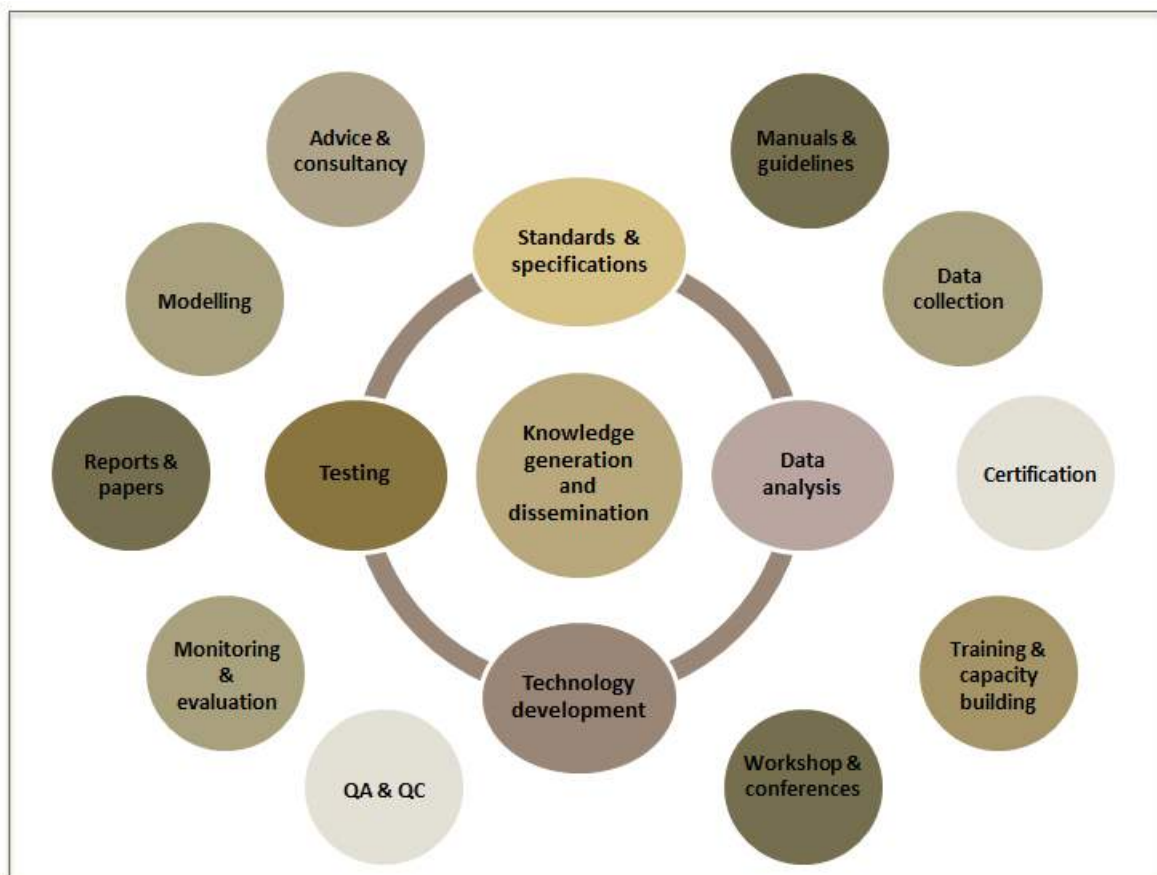 Advice &
consultancy
Manuals &
guidelines
Standards &
specifications
Modelling
Data
collection
Reports &
papers
Testing
Knowledge
generation
and
dissemination
Data
analysis
Certification
Monitoring
&
evaluation
Technology
development
Training &
capacity
building
QA & QC
Workshop &
conferences